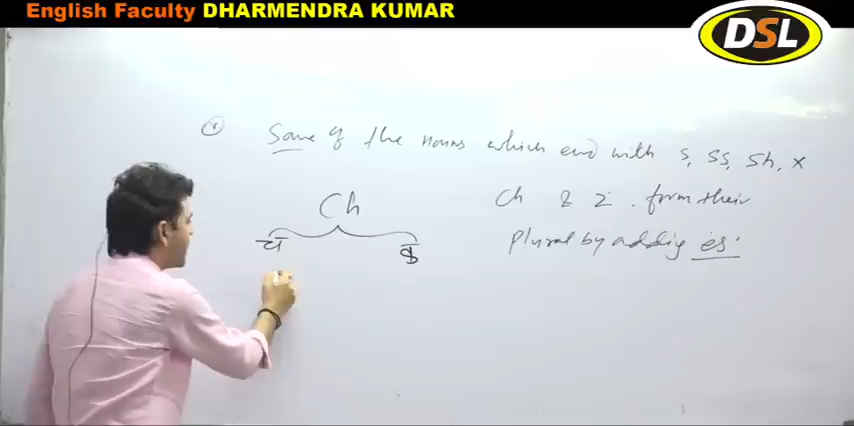 English Faculty DHARMENDRA KUMAR
DSL
Some of the nouns which end with s, ss, sh, x
ch & z . form their
plural by adding 'es'
Ch
च क